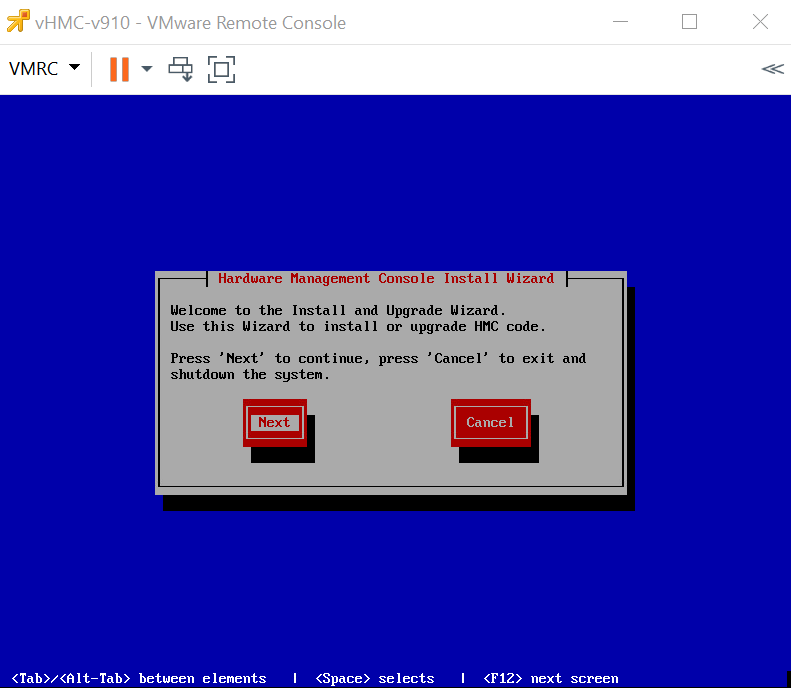 vHMC-v910 - VMware Remote Console
VMRC
Hardware Management Console Install Wizard
Welcome to the Install and Upgrade Wizard.
Use this Wizard to install or upgrade HMC code.
Press 'Next' to continue, press 'Cancel' to exit and
shutdown the system.
Next Cancel
<Tab>/<Alt-Tab> between elements | <Space> selects | <F12> next screen